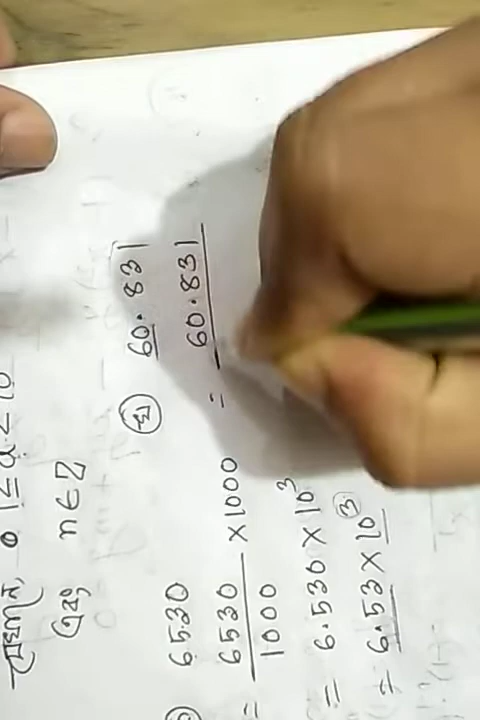 যেখানে, 1 ≤ a < 10
এবং n ∈ Z
6530
= 6530/1000 × 1000
= 6.530 × 10³
= 6.53 × 10³
60.831
= 60.831